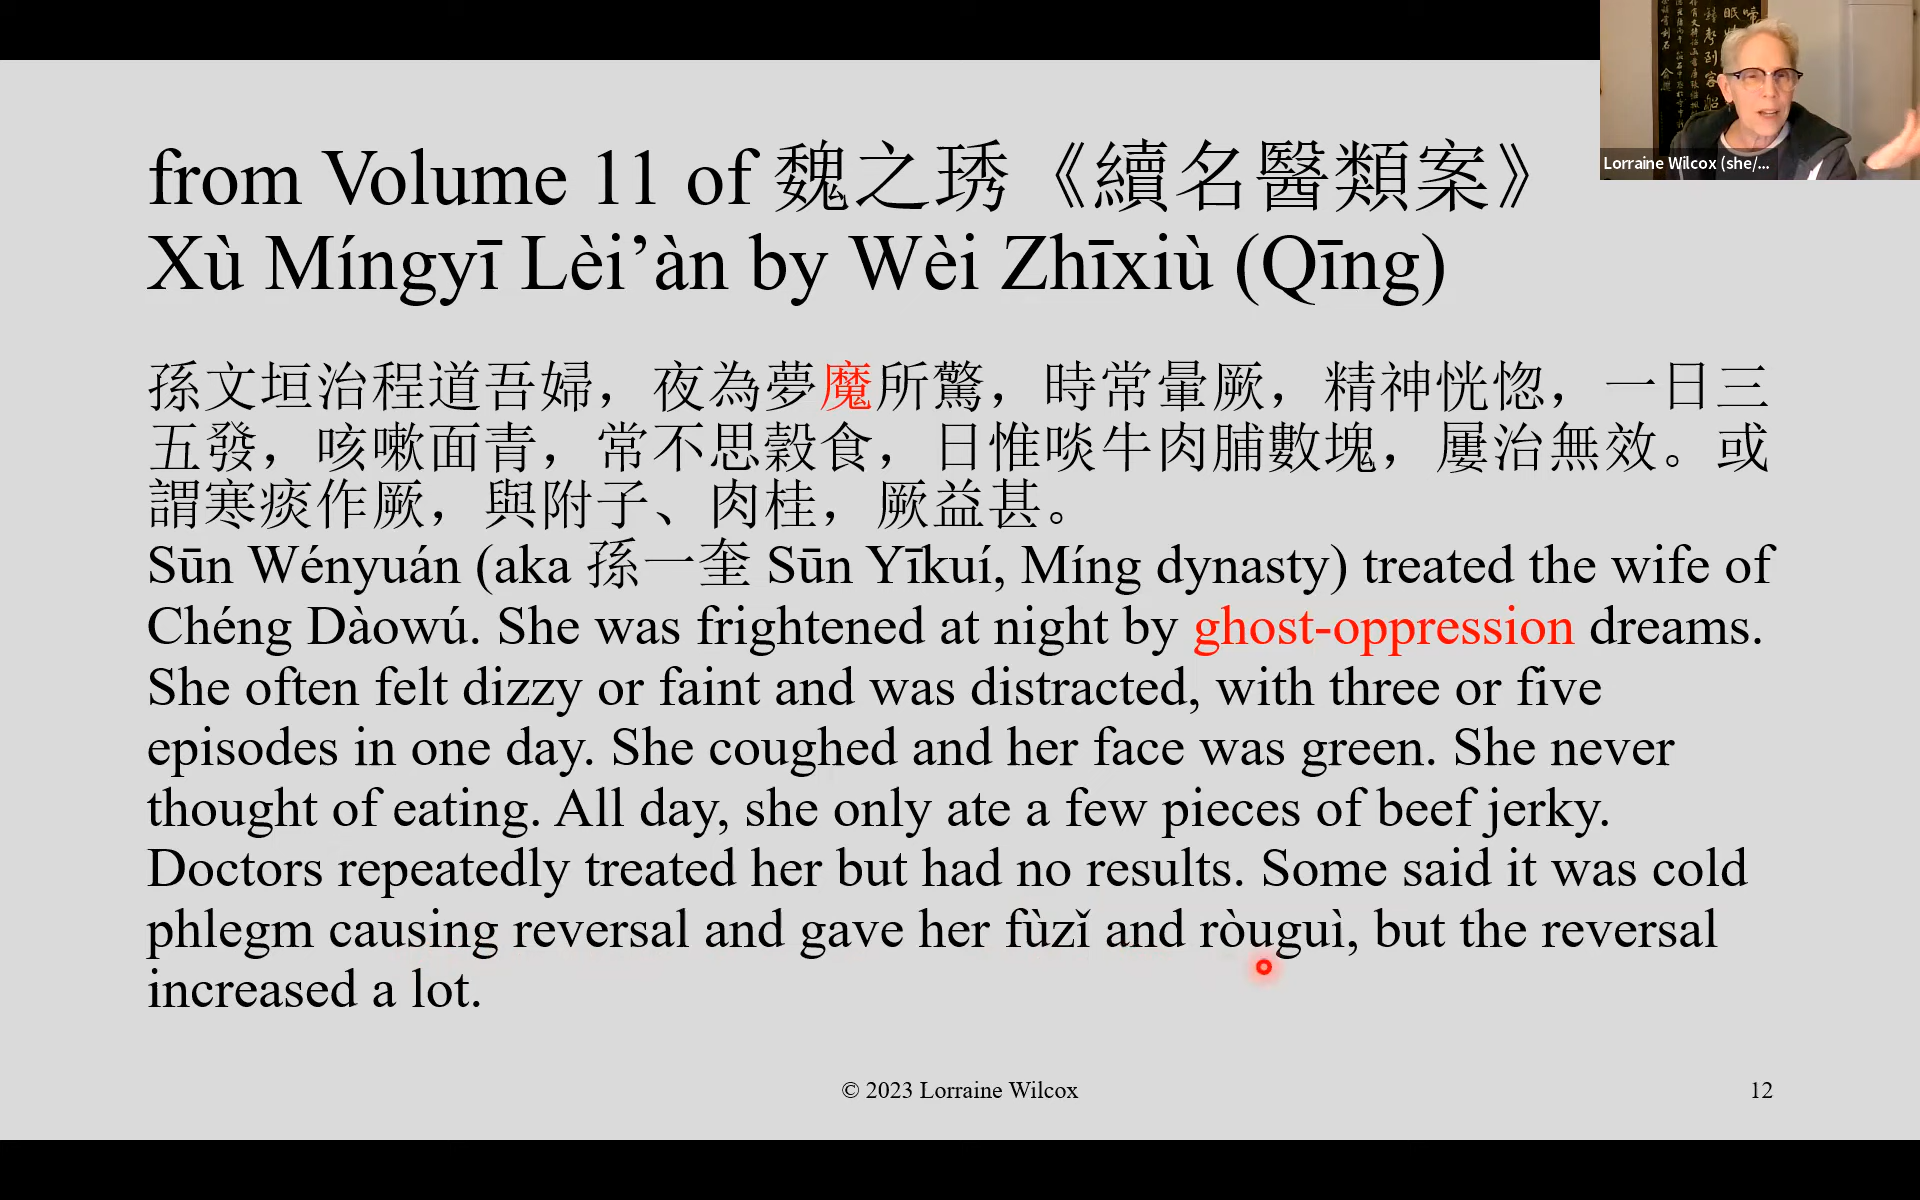 from Volume 11 of 魏之琇《續名醫類案》
Xù Míngyī Lèi’àn by Wèi Zhīxiù (Qīng)
孫文垣治程道吾婦，夜為夢魔所驚，時常暈厥，精神恍惚，一日三
五發，咳嗽面青，常不思穀食，日惟啖牛肉脯數塊，屢治無效。或
謂寒痰作厥，與附子、肉桂，厥益甚。
Sūn Wényuán (aka 孫一奎 Sūn Yīkuí, Míng dynasty) treated the wife of
Chéng Dàowú. She was frightened at night by ghost-oppression dreams.
She often felt dizzy or faint and was distracted, with three or five
episodes in one day. She coughed and her face was green. She never
thought of eating. All day, she only ate a few pieces of beef jerky.
Doctors repeatedly treated her but had no results. Some said it was cold
phlegm causing reversal and gave her fùzǐ and ròuguì, but the reversal
increased a lot.
© 2023 Lorraine Wilcox
12
Lorraine Wilcox (she/...